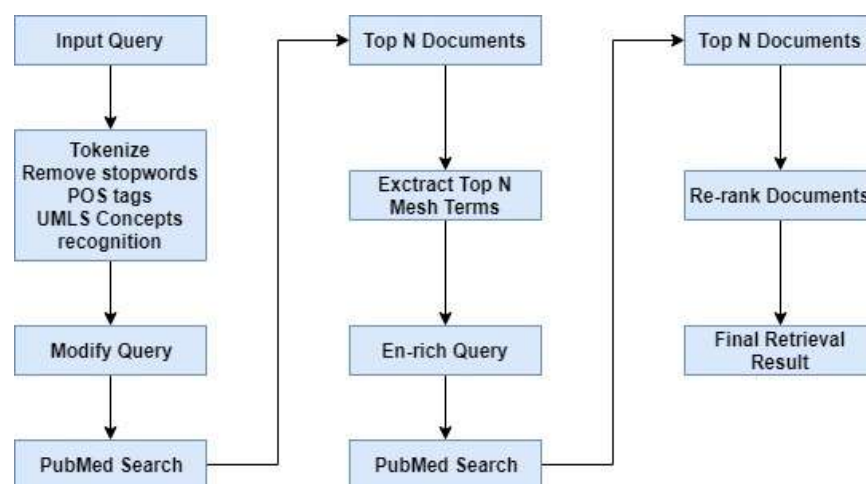 Input Query
Tokenize
Remove stopwords
POS tags
UMLS Concepts
recognition
Modify Query
PubMed Search
Top N Documents
Exctract Top N
Mesh Terms
En-rich Query
PubMed Search
Top N Documents
Re-rank Documents
Final Retrieval
Result